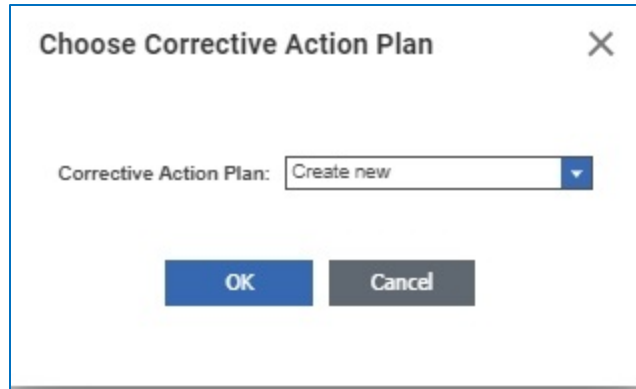 Choose Corrective Action Plan
Corrective Action Plan: Create new
OK Cancel